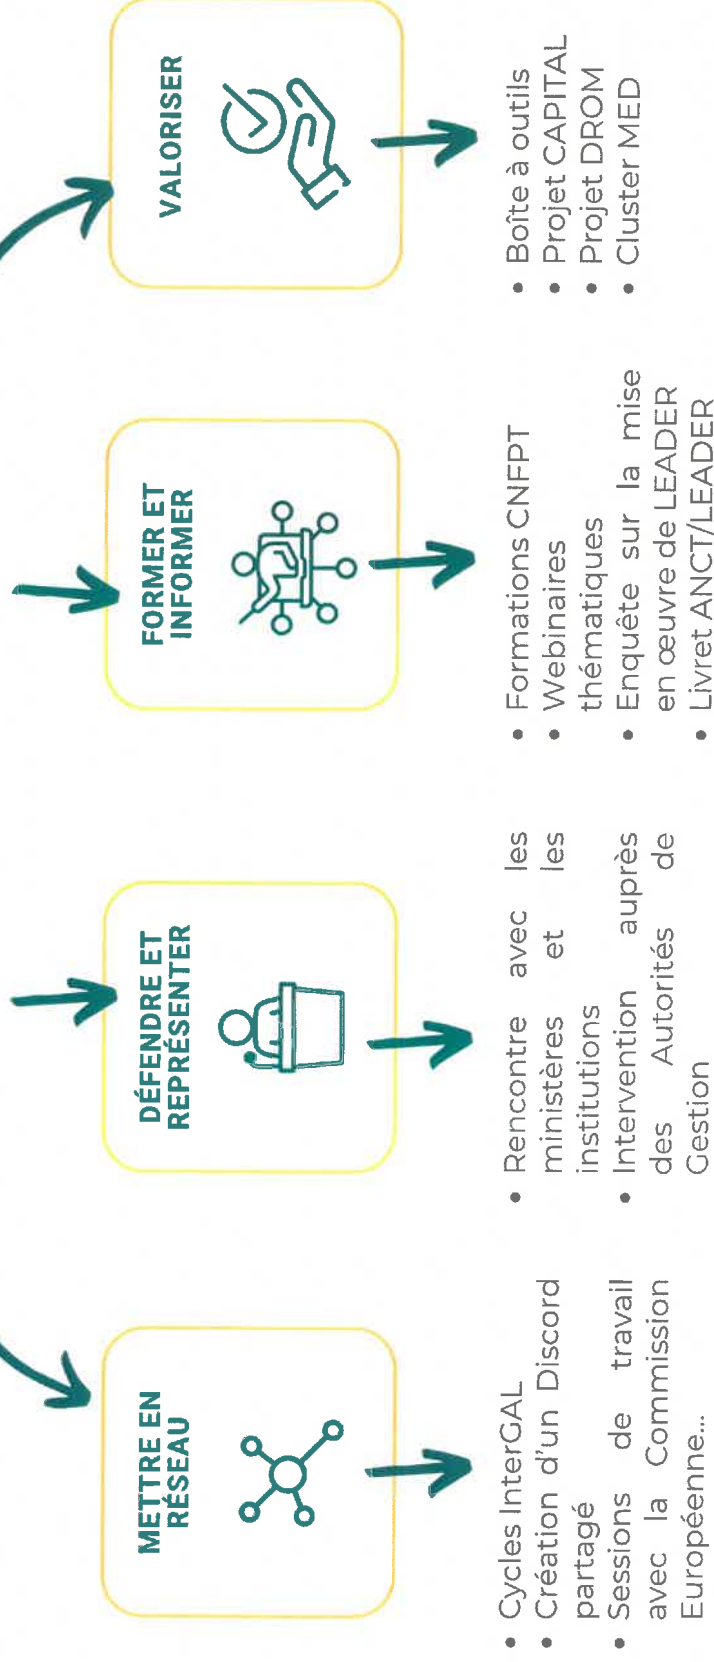 METTRE EN
RÉSEAU
• Cycles InterGAL
• Création d'un Discord
partagé
• Sessions de travail
avec la Commission
Européenne...
DÉFENDRE ET
REPRÉSENTER
• Rencontre avec les
ministères et les
institutions
• Intervention auprès
des Autorités de
Gestion
FORMER ET
INFORMER
• Formations CNFPT
• Webinaires
thématiques
• Enquête sur la mise
en œuvre de LEADER
• Livret ANCT/LEADER
VALORISER
• Boîte à outils
• Projet CAPITAL
• Projet DROM
• Cluster MED